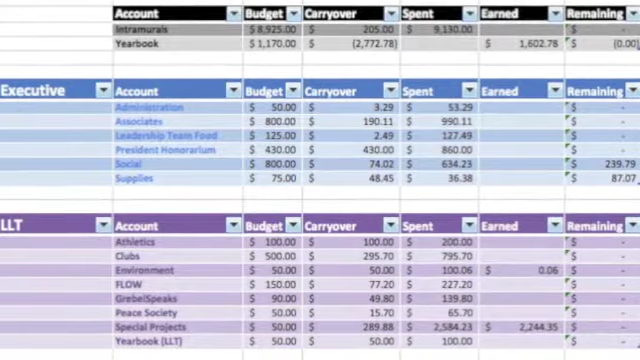 Account Budget Carryover Spent Earned Remaining
Intramurals $ 8,925.00 205.00 $ 9,130.00 $ -
Yearbook $ 1,170.00 (2,772.78) $ 1,602.78 $ (0.00)
Executive Account Budget Carryover Spent Earned Remaining
Administration $ 50.00 $ 3.29 $ 53.29 $ -
Associates $ 800.00 $ 190.11 $ 990.11 $ -
Leadership Team Food $ 125.00 $ 2.49 $ 127.49 $ -
President Honorarium $ 430.00 $ 430.00 $ 860.00 $ -
Social $ 800.00 $ 74.02 $ 634.23 $ 239.79
Supplies $ 75.00 $ 48.45 $ 36.38 $ 87.07
LLT Account Budget Carryover Spent Earned Remaining
Athletics $ 100.00 $ 100.00 $ 200.00 $ -
Clubs $ 500.00 $ 295.70 $ 795.70 $ -
Environment $ 50.00 $ 50.00 $ 100.06 $ 0.06 $ -
FLOW $ 150.00 $ 77.20 $ 227.20 $ -
GrebelSpeaks $ 90.00 $ 49.80 $ 139.80 $ -
Peace Society $ 50.00 $ 15.70 $ 65.70 $ -
Special Projects $ 50.00 $ 289.88 $ 2,584.23 $ 2,244.35 $ -
Yearbook (LLT) $ 50.00 $ 50.00 $ 100.00 $ -